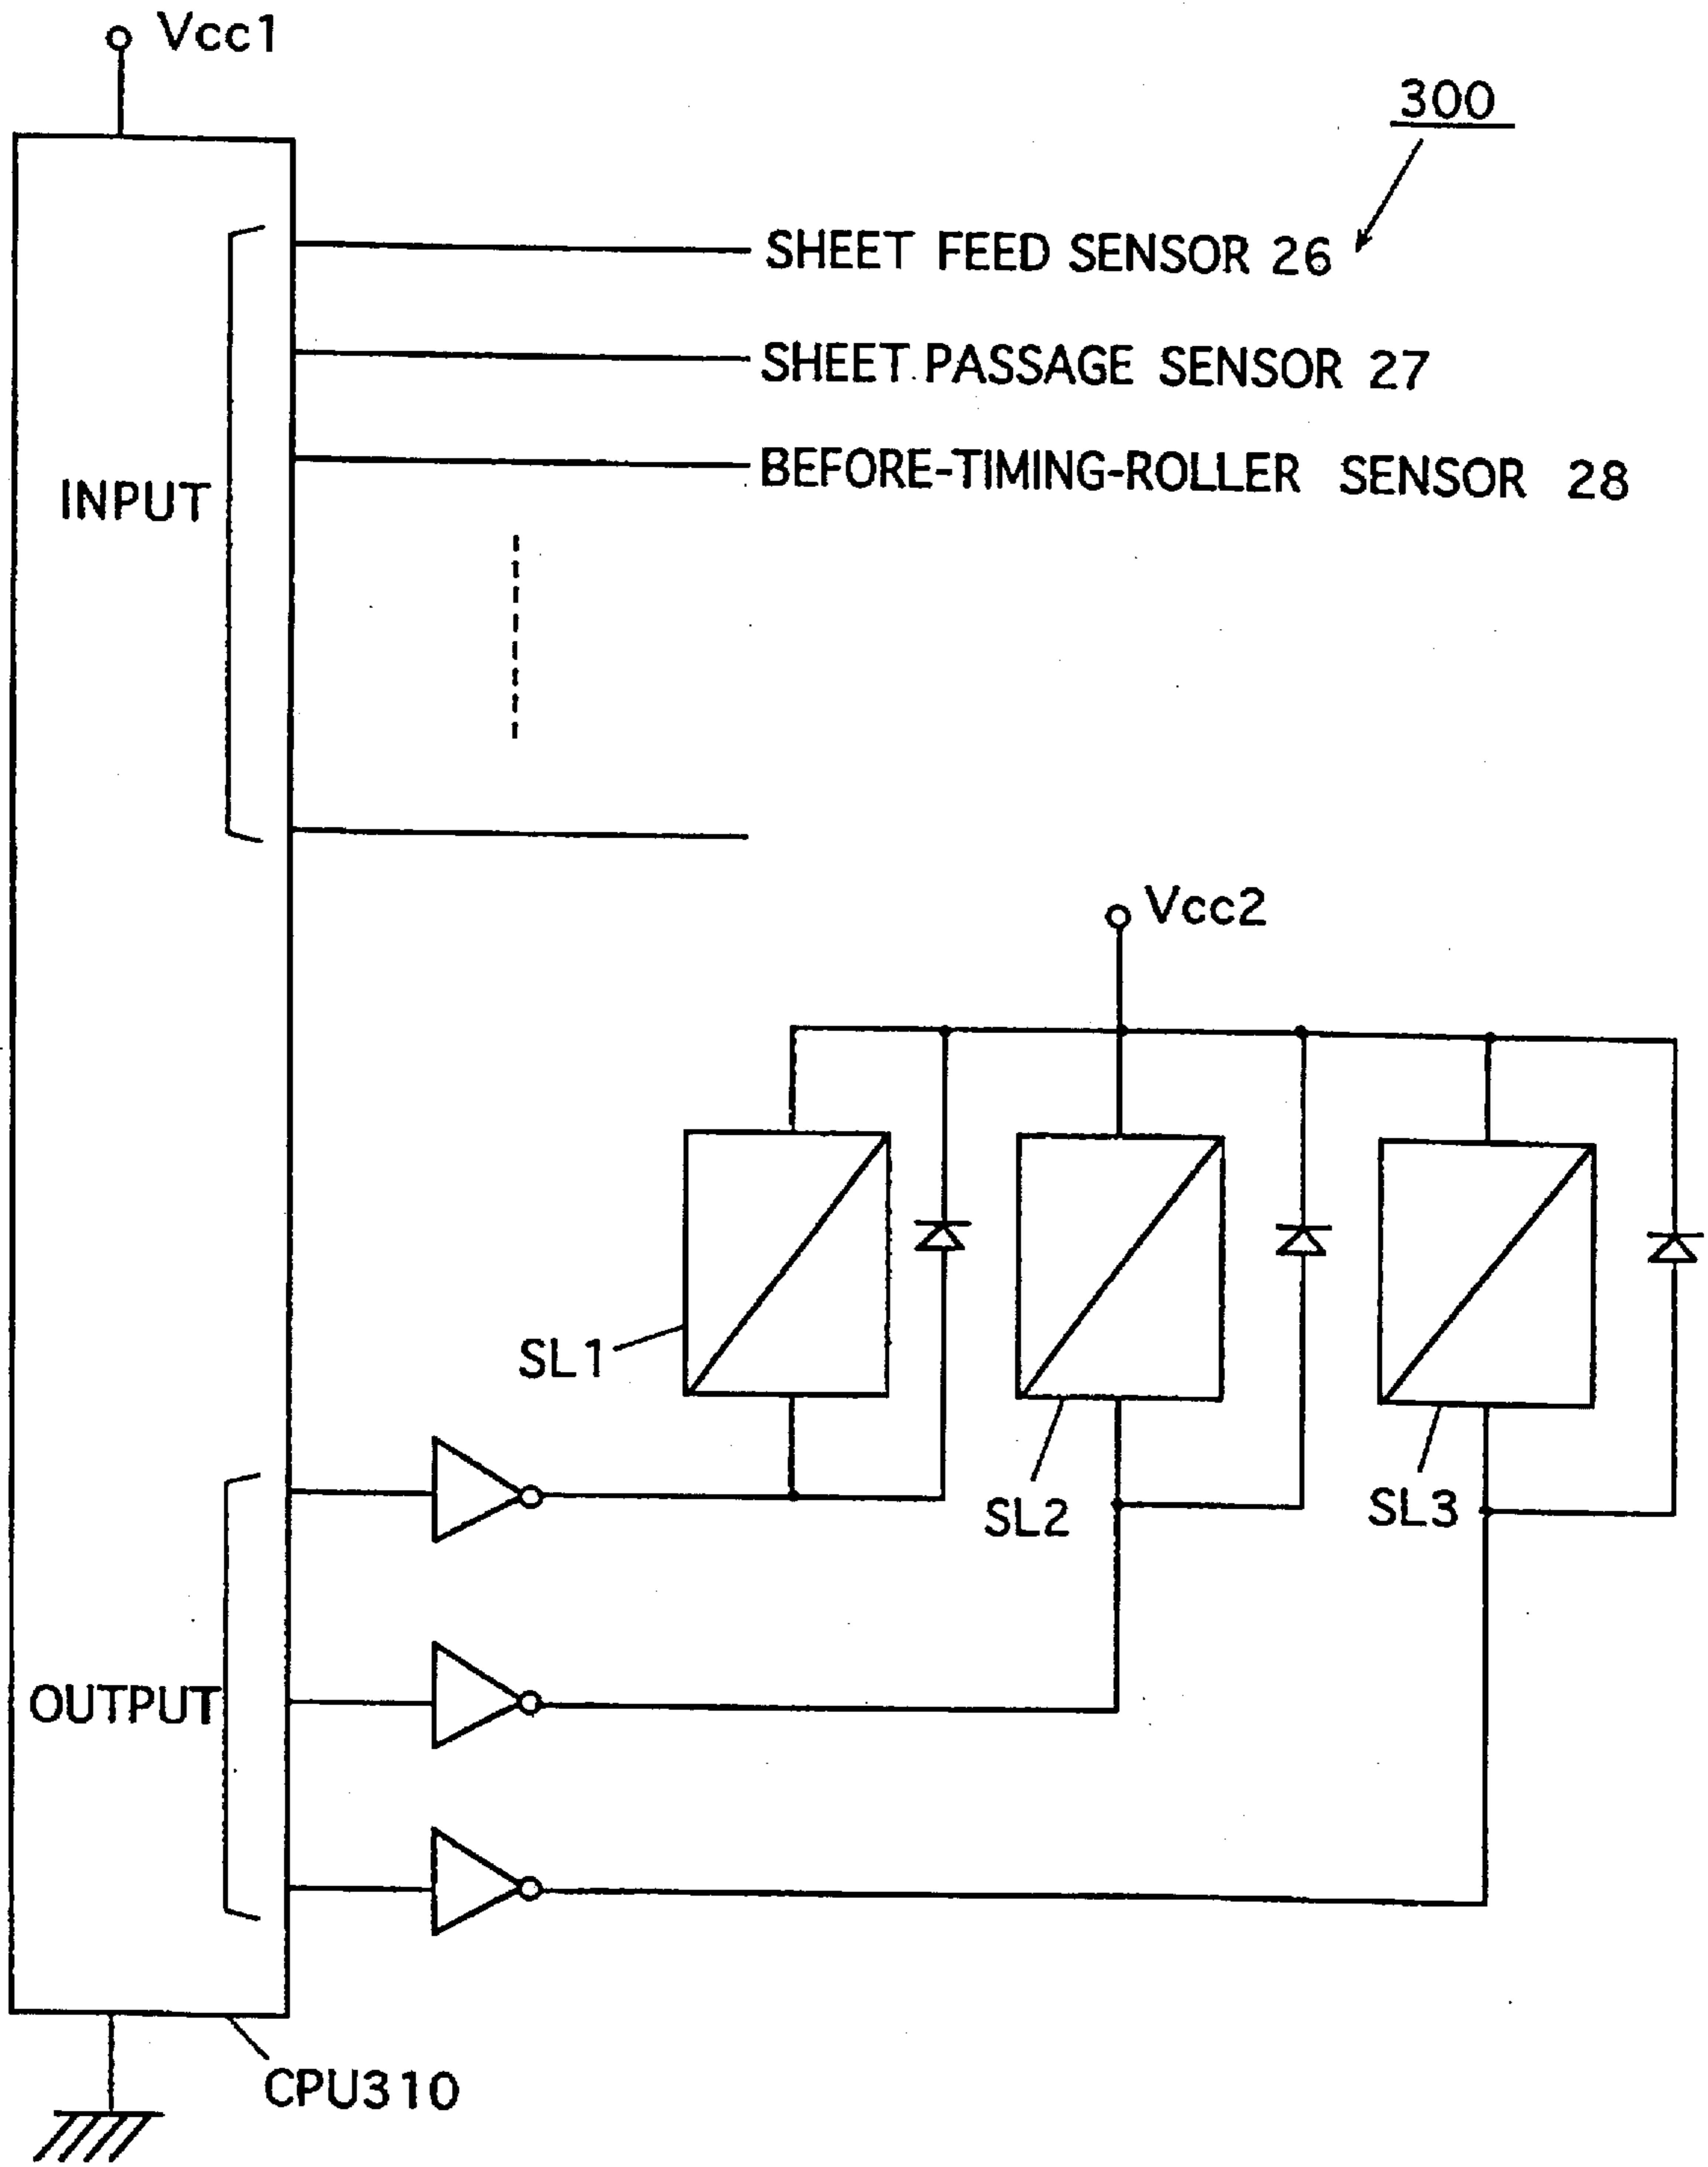 Vcc1
300
SHEET FEED SENSOR 26
SHEET PASSAGE SENSOR 27
BEFORE-TIMING-ROLLER SENSOR 28
INPUT
Vcc2
SL1
SL2
SL3
OUTPUT
CPU310